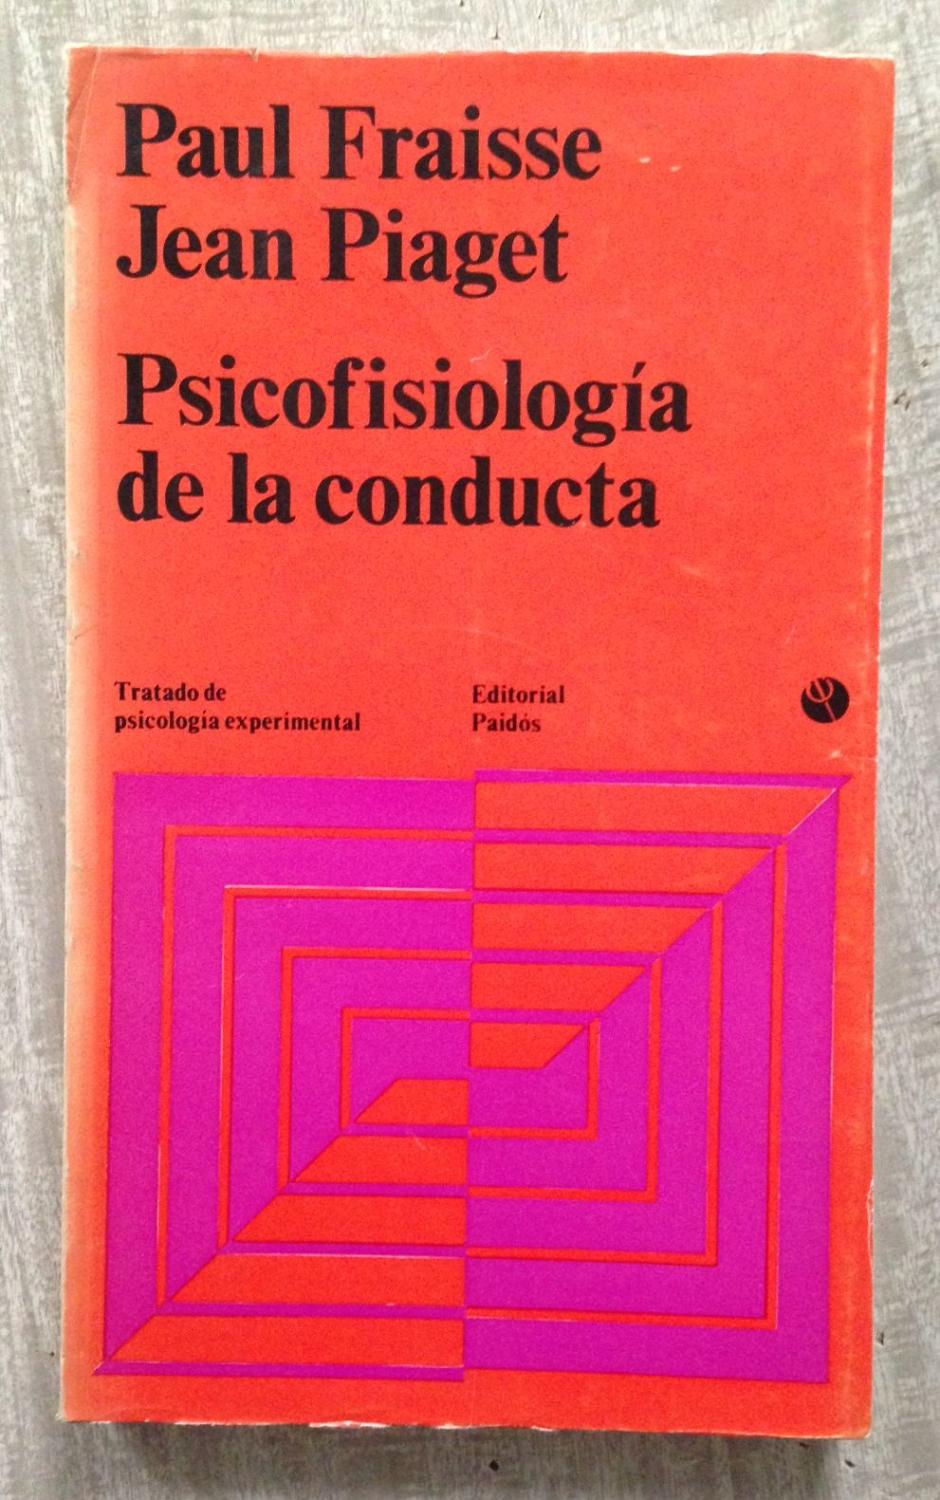 Paul Fraisse
Jean Piaget
Psicofisiología
de la conducta
Tratado de
psicología experimental
Editorial
Paidós